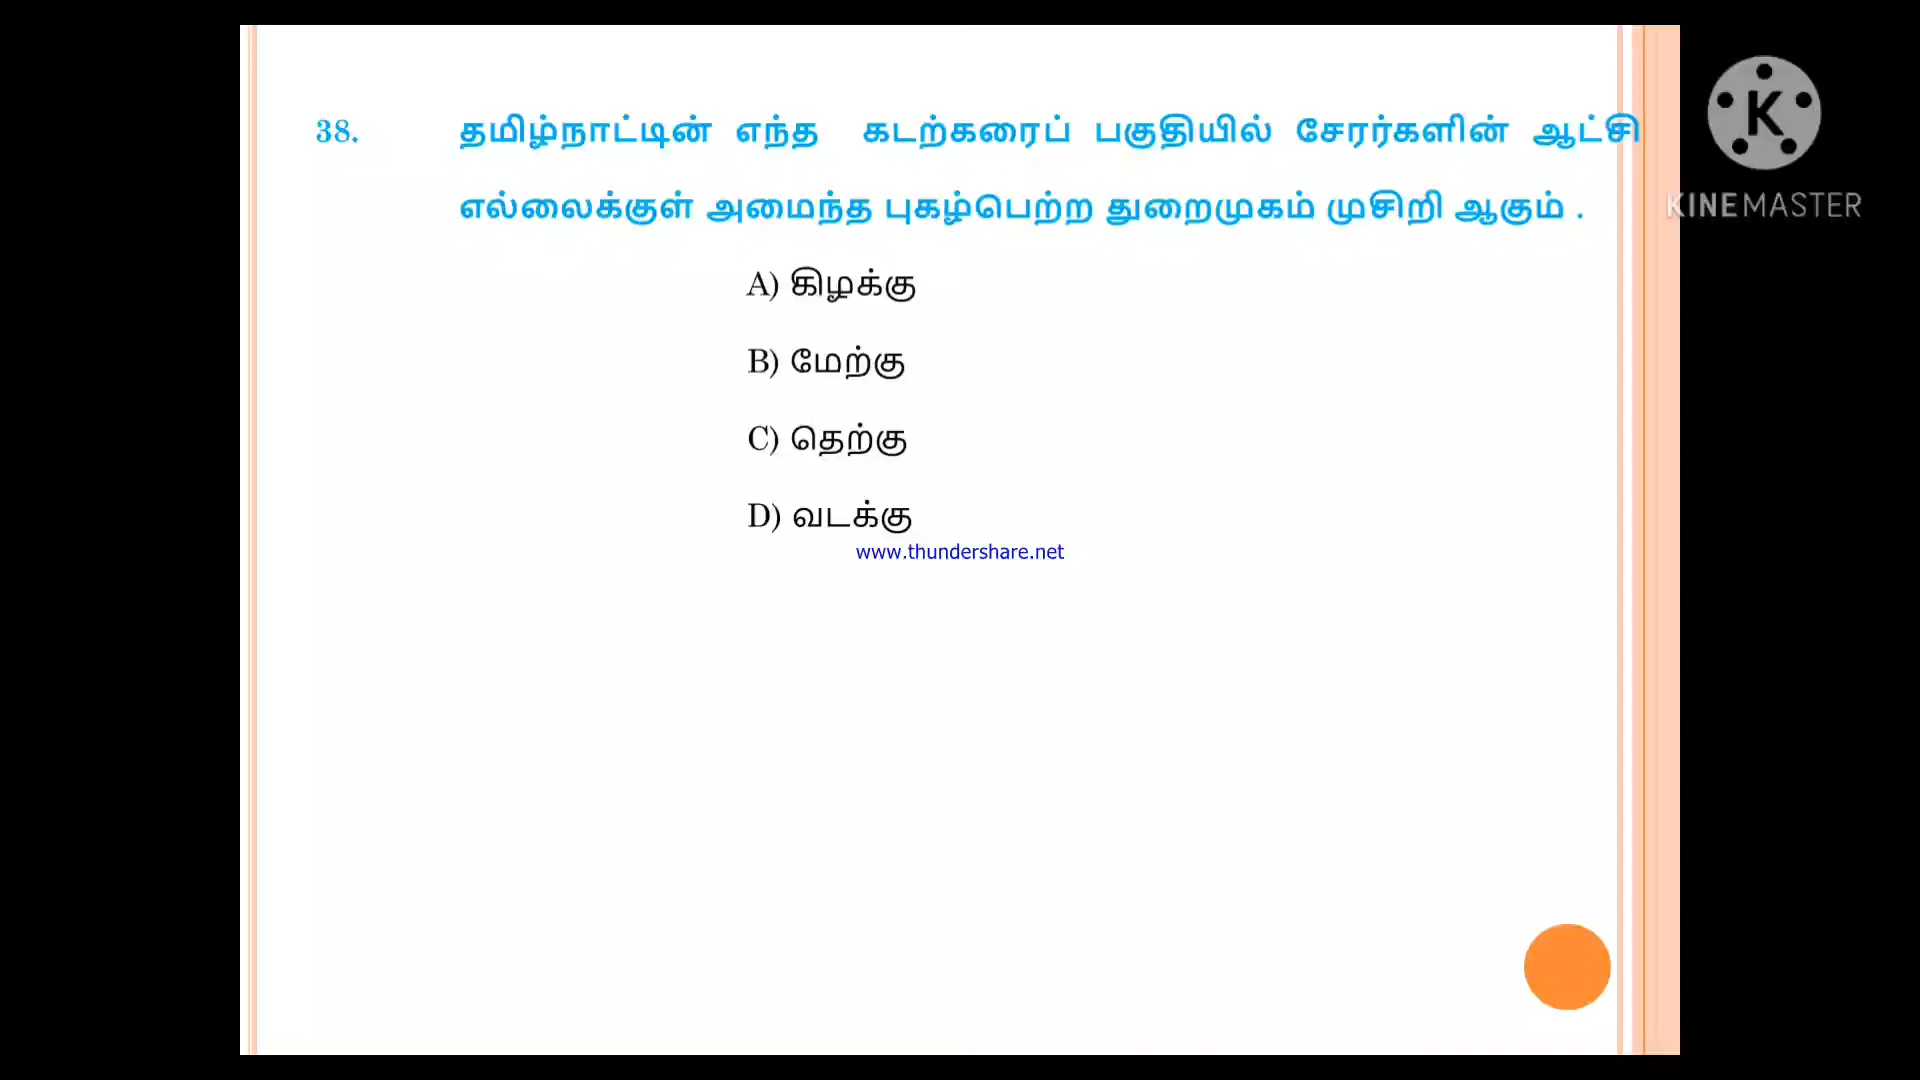 38. தமிழ்நாட்டின் எந்த கடற்கரைப் பகுதியில் சேரர்களின் ஆட்சி
எல்லைக்குள் அமைந்த புகழ்பெற்ற துறைமுகம் முசிறி ஆகும் .
A) கிழக்கு
B) மேற்கு
C) தெற்கு
D) வடக்கு
www.thundershare.net
K
KINEMASTER